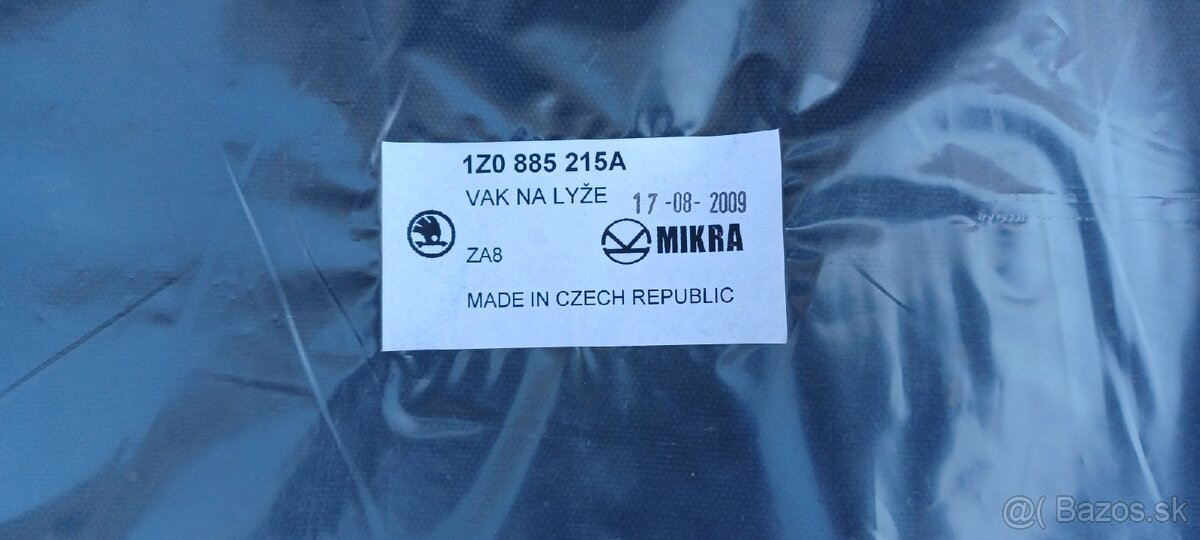 1Z0 885 215A
VAK NA LYŽE
17-08-2009
MIKRA
ZA8
MADE IN CZECH REPUBLIC
@( Bazos.sk